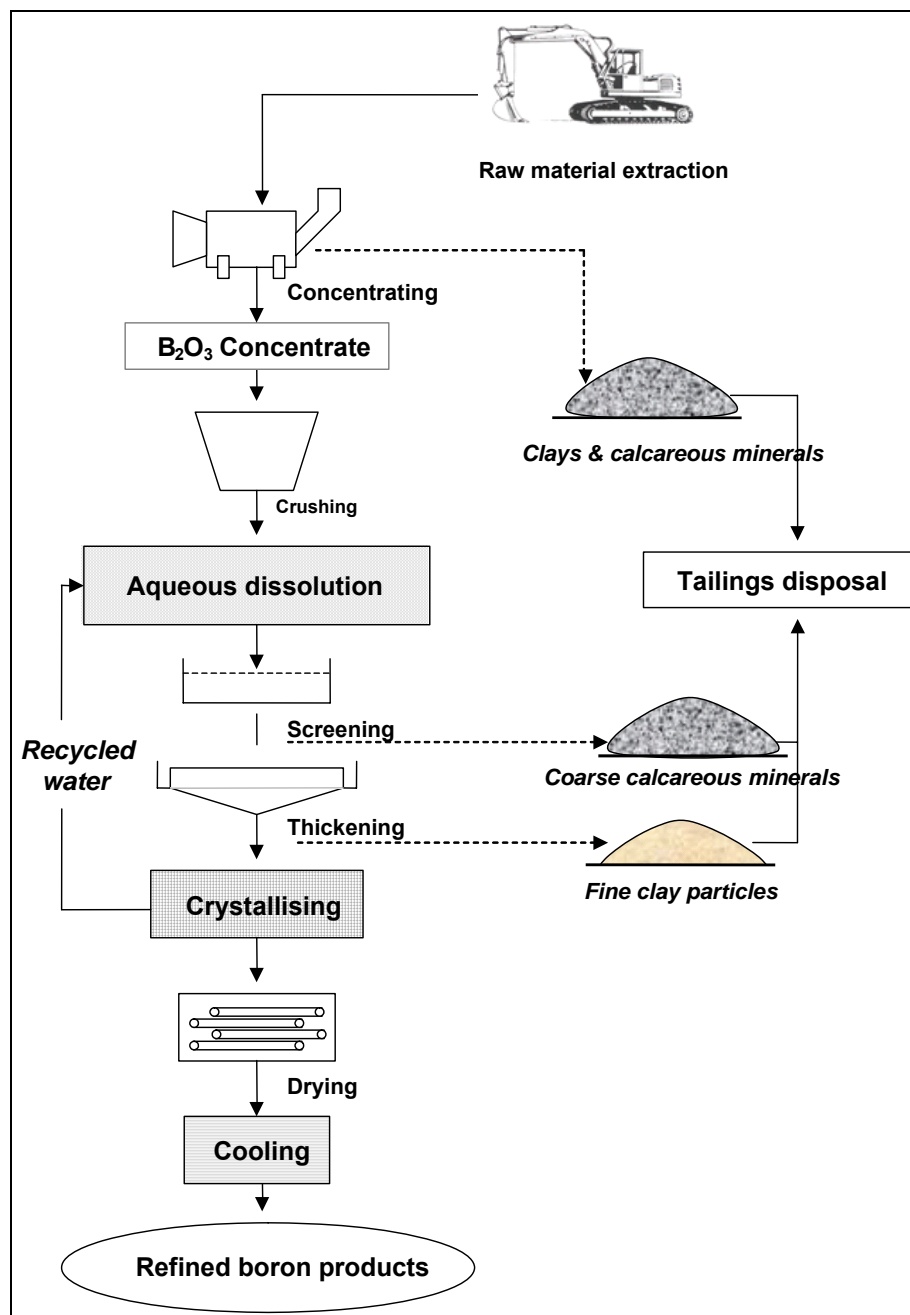 Raw material extraction
Concentrating
B₂O₃ Concentrate
Clays & calcareous minerals
Crushing
Aqueous dissolution
Tailings disposal
Screening
Recycled
water
Coarse calcareous minerals
Thickening
Fine clay particles
Crystallising
Drying
Cooling
Refined boron products